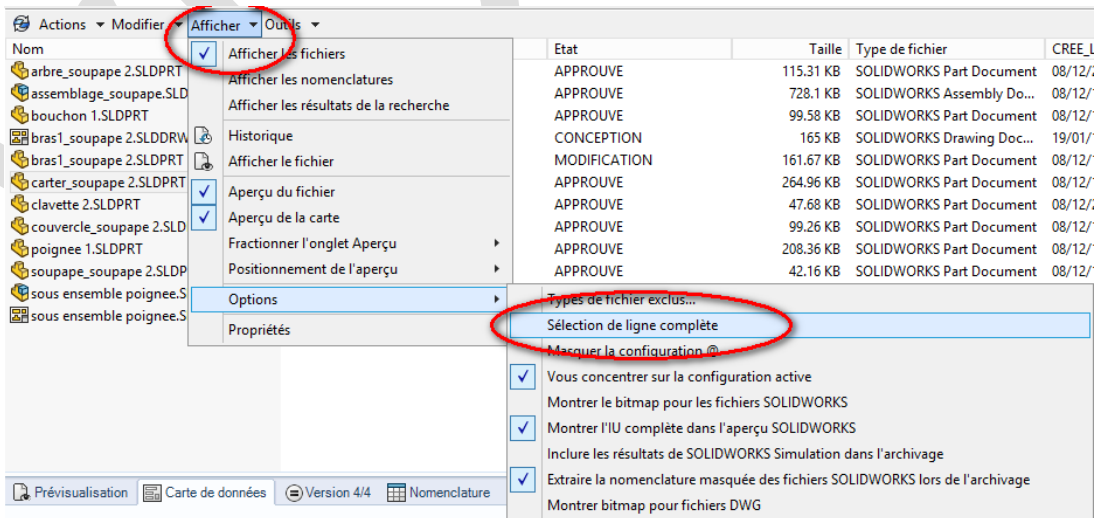 Actions Modifier Afficher Outils
Nom Etat Taille Type de fichier CREE_L
arbre_soupape 2.SLDPRT APPROUVE 115.31 KB SOLIDWORKS Part Document 08/12/2
assemblage_soupape.SLD APPROUVE 728.1 KB SOLIDWORKS Assembly Do... 08/12/
bouchon 1.SLDPRT APPROUVE 99.58 KB SOLIDWORKS Part Document 08/12/
bras1_soupape 2.SLDDRW CONCEPTION 165 KB SOLIDWORKS Drawing Doc... 19/01/
bras1_soupape 2.SLDPRT MODIFICATION 161.67 KB SOLIDWORKS Part Document 08/12/
carter_soupape 2.SLDPRT APPROUVE 264.96 KB SOLIDWORKS Part Document 08/12/
clavette 2.SLDPRT APPROUVE 47.68 KB SOLIDWORKS Part Document 08/12/2
couvercle_soupape 2.SLD APPROUVE 99.26 KB SOLIDWORKS Part Document 08/12/
poignee 1.SLDPRT APPROUVE 208.36 KB SOLIDWORKS Part Document 08/12/
soupape_soupape 2.SLDP APPROUVE 42.16 KB SOLIDWORKS Part Document 08/12/
sous ensemble poignee.S
sous ensemble poignee.S
Afficher les fichiers
Afficher les nomenclatures
Afficher les résultats de la recherche
Historique
Afficher le fichier
Aperçu du fichier
Aperçu de la carte
Fractionner l'onglet Aperçu
Positionnement de l'aperçu
Options
Propriétés
Types de fichier exclus...
Sélection de ligne complète
Masquer la configuration @
Vous concentrer sur la configuration active
Montrer le bitmap pour les fichiers SOLIDWORKS
Montrer l'IU complète dans l'aperçu SOLIDWORKS
Inclure les résultats de SOLIDWORKS Simulation dans l'archivage
Extraire la nomenclature masquée des fichiers SOLIDWORKS lors de l'archivage
Montrer bitmap pour fichiers DWG
Prévisualisation Carte de données Version 4/4 Nomenclature